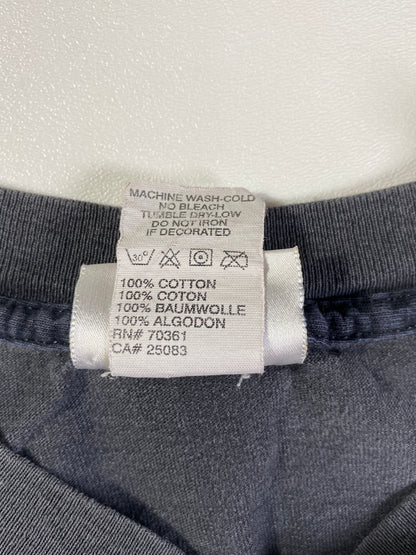 MACHINE WASH-COLD
NO BLEACH
TUMBLE DRY-LOW
DO NOT IRON
IF DECORATED
30°
100% COTTON
100% COTON
100% BAUMWOLLE
100% ALGODON
RN# 70361
CA# 25083